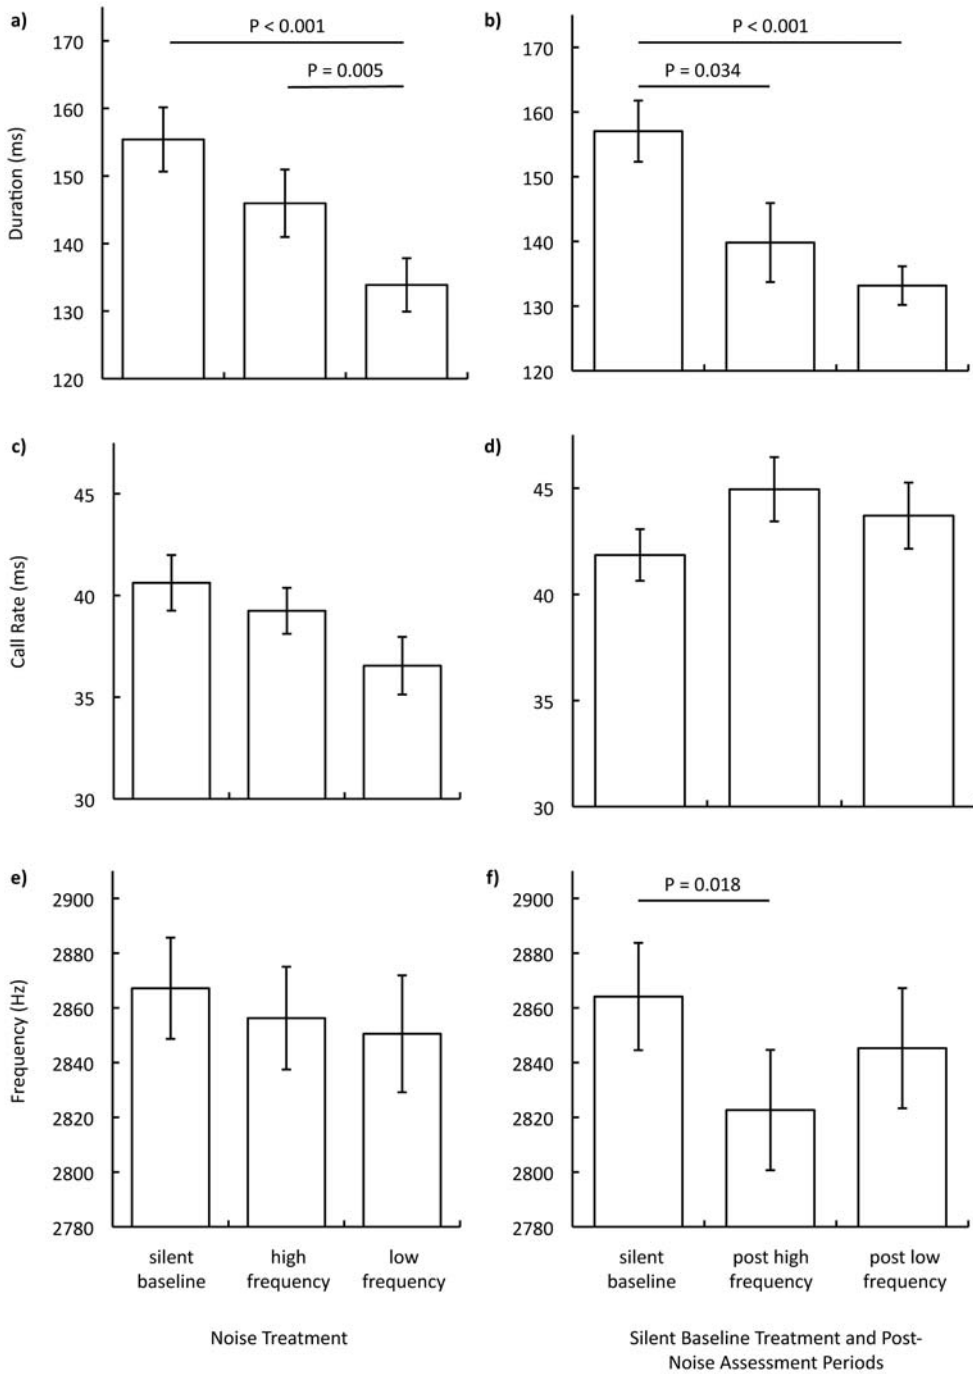 a)
P < 0.001
P = 0.005
170
160
150
140
130
120
Duration (ms)
b)
P < 0.001
P = 0.034
170
160
150
140
130
120
c)
45
40
35
30
Call Rate (ms)
d)
45
40
35
30
e)
2900
2880
2860
2840
2820
2800
2780
Frequency (Hz)
silent
baseline
high
frequency
low
frequency
Noise Treatment
f)
P = 0.018
2900
2880
2860
2840
2820
2800
2780
silent
baseline
post high
frequency
post low
frequency
Silent Baseline Treatment and Post-
Noise Assessment Periods